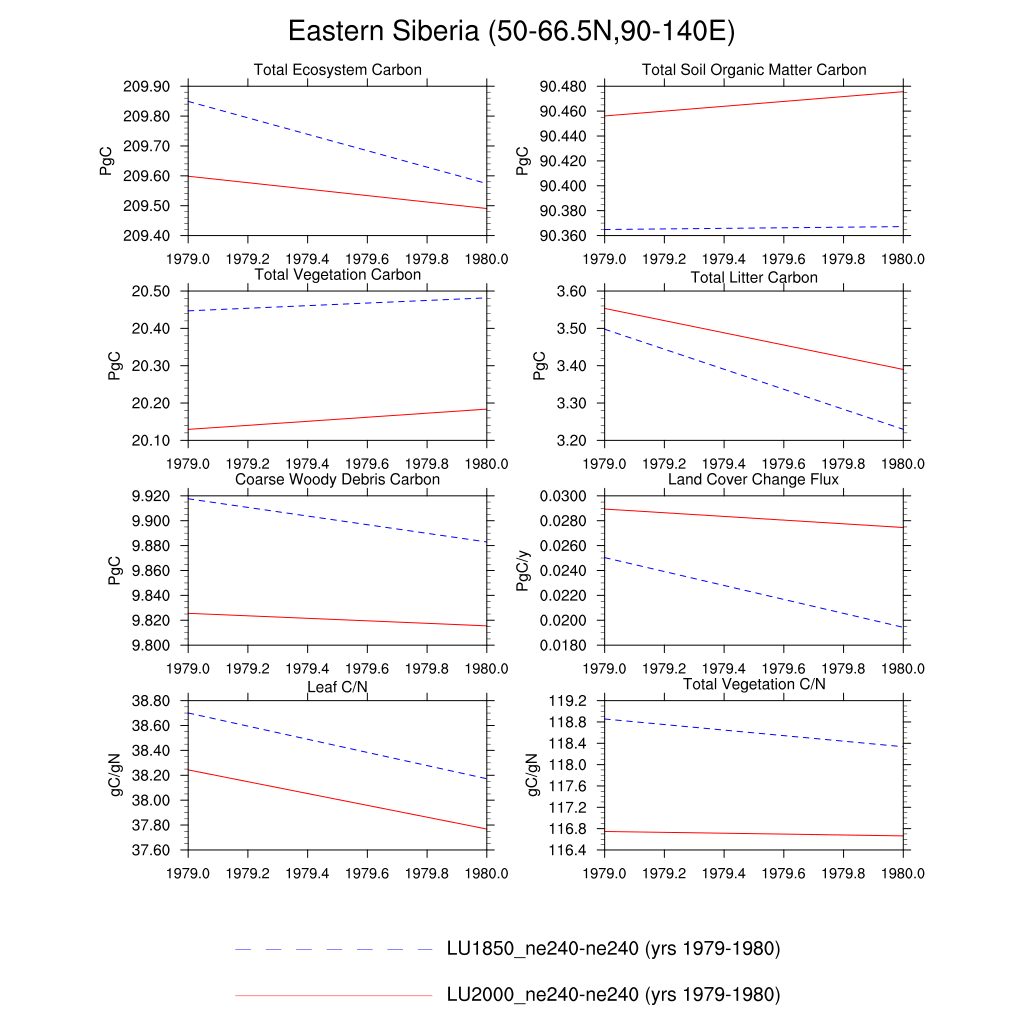 Eastern Siberia (50-66.5N,90-140E)
Total Ecosystem Carbon
209.90
209.80
209.70
209.60
209.50
209.40
PgC
1979.0 1979.2 1979.4 1979.6 1979.8 1980.0
Total Soil Organic Matter Carbon
90.480
90.460
90.440
90.420
90.400
90.380
90.360
PgC
1979.0 1979.2 1979.4 1979.6 1979.8 1980.0
Total Vegetation Carbon
20.50
20.40
20.30
20.20
20.10
PgC
1979.0 1979.2 1979.4 1979.6 1979.8 1980.0
Total Litter Carbon
3.60
3.50
3.40
3.30
3.20
PgC
1979.0 1979.2 1979.4 1979.6 1979.8 1980.0
Coarse Woody Debris Carbon
9.920
9.900
9.880
9.860
9.840
9.820
9.800
PgC
1979.0 1979.2 1979.4 1979.6 1979.8 1980.0
Land Cover Change Flux
0.0300
0.0280
0.0260
0.0240
0.0220
0.0200
0.0180
PgC/y
1979.0 1979.2 1979.4 1979.6 1979.8 1980.0
Leaf C/N
38.80
38.60
38.40
38.20
38.00
37.80
37.60
gC/gN
1979.0 1979.2 1979.4 1979.6 1979.8 1980.0
Total Vegetation C/N
119.2
118.8
118.4
118.0
117.6
117.2
116.8
116.4
gC/gN
1979.0 1979.2 1979.4 1979.6 1979.8 1980.0
LU1850_ne240-ne240 (yrs 1979-1980)
LU2000_ne240-ne240 (yrs 1979-1980)